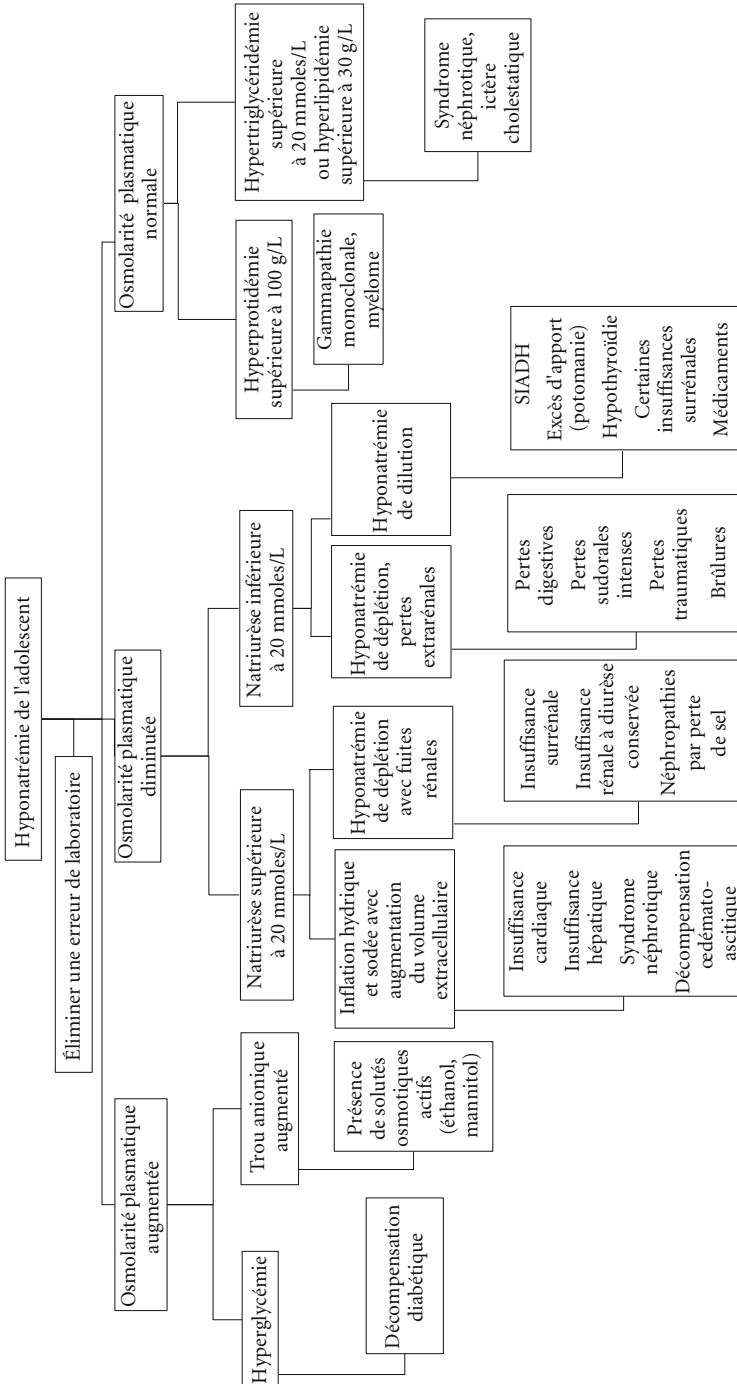 Hyponatrémie de l'adolescent
Éliminer une erreur de laboratoire
Osmolarité plasmatique
augmentée
Hyperglycémie
Décompensation
diabétique
Trou anionique
augmenté
Présence
de solutés
osmotiques
actifs
(éthanol,
mannitol)
Osmolarité plasmatique
diminuée
Natriurèse supérieure
à 20 mmoles/L
Inflation hydrique
et sodée avec
augmentation
du volume
extracellulaire
Insuffisance
cardiaque
Insuffisance
hépatique
Syndrome
néphrotique
Décompensation
œdémato-
ascitique
Hyponatrémie
de déplétion
avec fuites
rénales
Insuffisance
surrénale
Insuffisance
rénale à diurèse
conservée
Néphropathies
par perte
de sel
Natriurèse inférieure
à 20 mmoles/L
Hyponatrémie
de déplétion,
pertes
extrarénales
Pertes
digestives
Pertes
sudorales
intenses
Pertes
traumatiques
Brûlures
Hyponatrémie
de dilution
SIADH
Excès d'apport
(potomanie)
Hypothyroïdie
Certaines
insuffisances
surrénales
Médicaments
Osmolarité plasmatique
normale
Hyperprotidémie
supérieure à 100 g/L
Gammapathie
monoclonale,
myélome
Hypertriglycéridémie
supérieure
à 20 mmoles/L
ou hyperlipidémie
supérieure à 30 g/L
Syndrome
néphrotique,
ictère
cholestatique